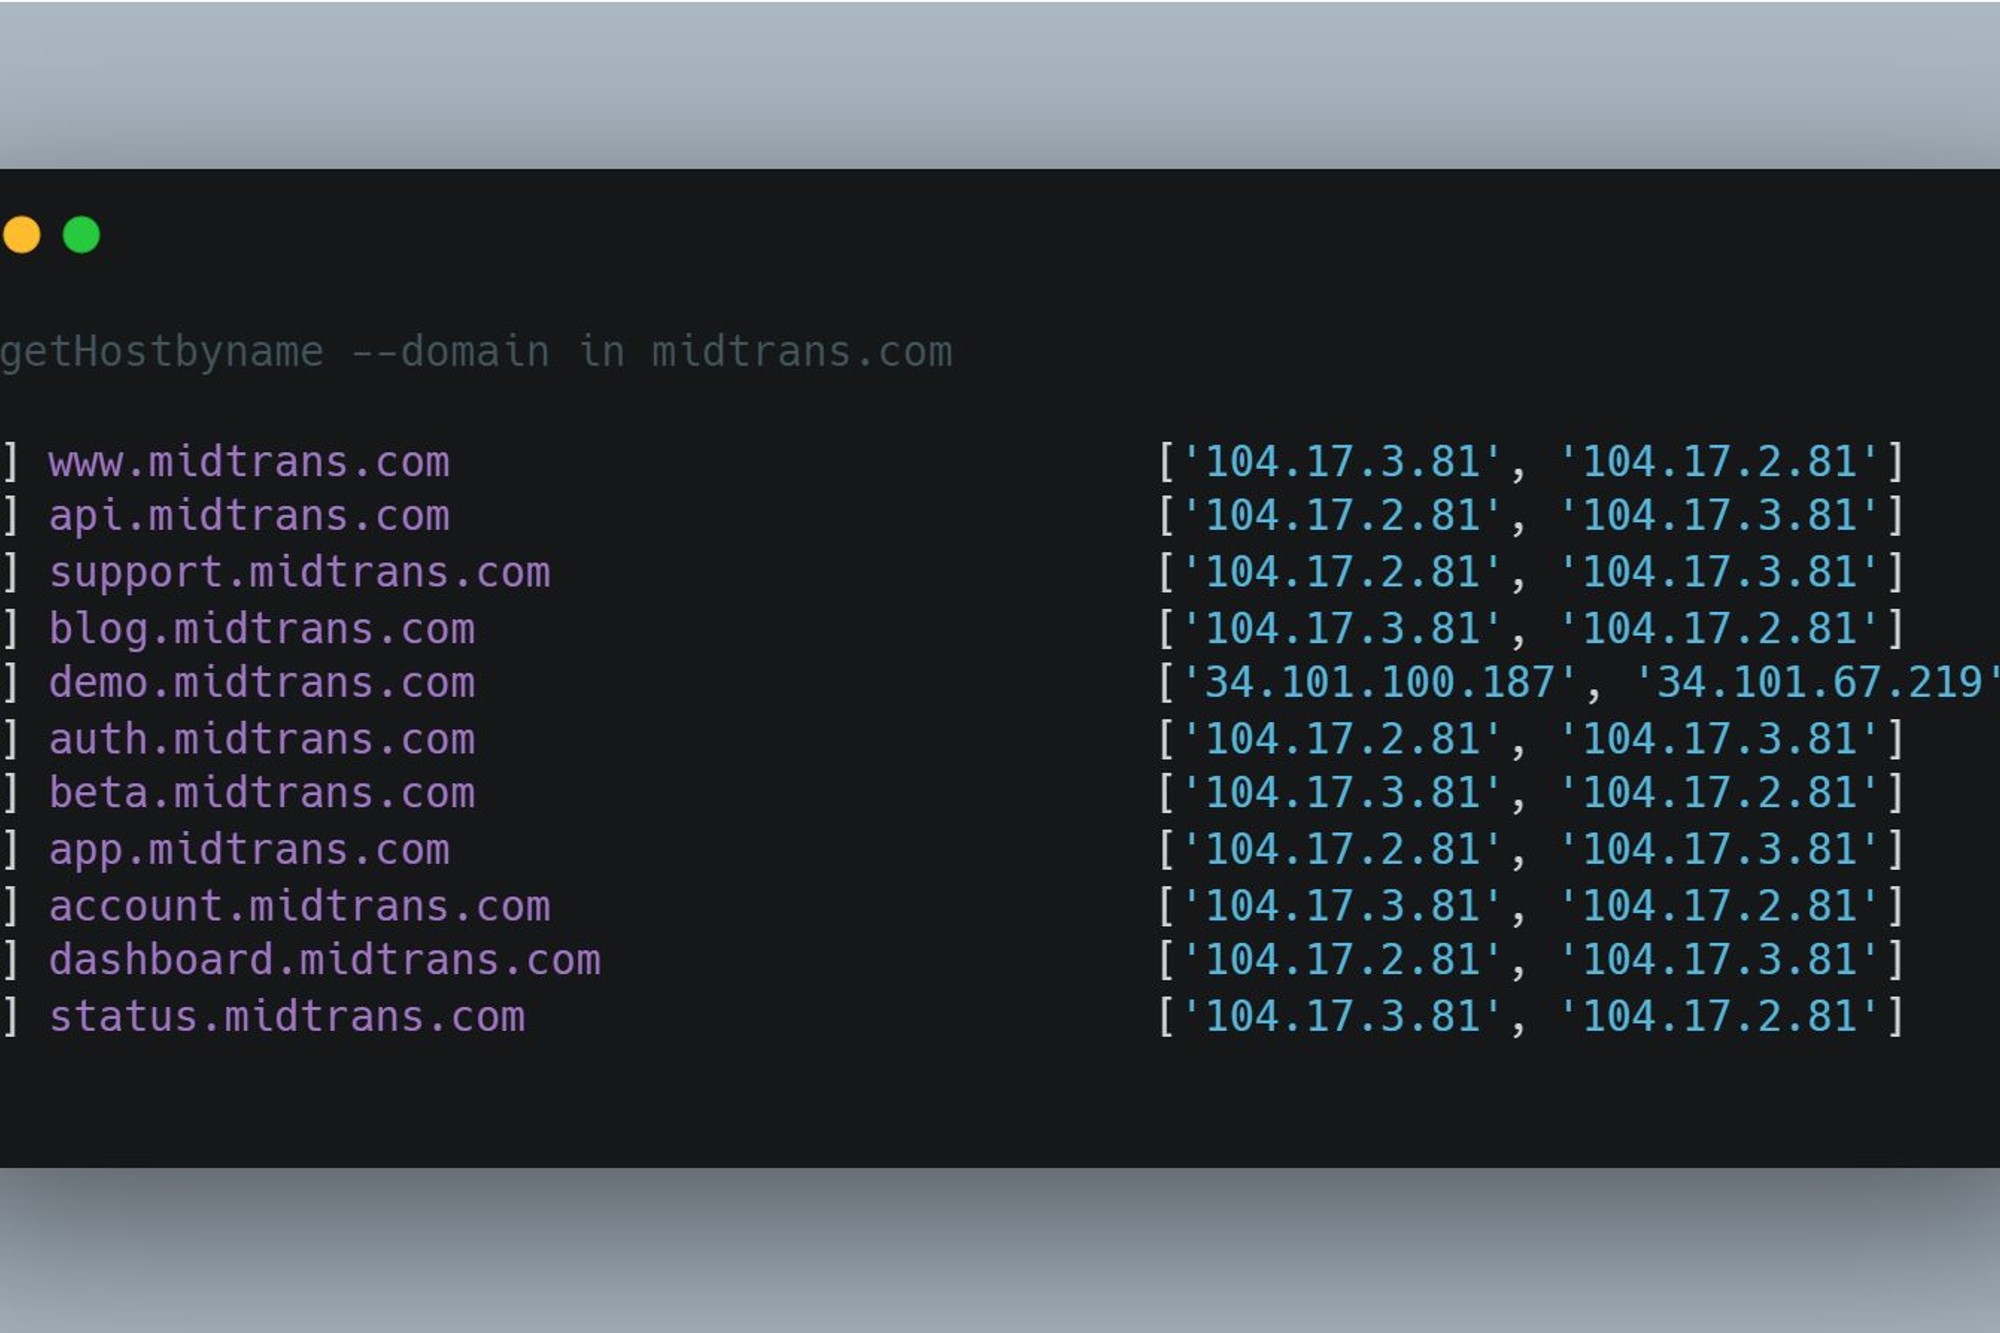 getHostbyname --domain in midtrans.com
] www.midtrans.com ['104.17.3.81', '104.17.2.81']
] api.midtrans.com ['104.17.2.81', '104.17.3.81']
] support.midtrans.com ['104.17.2.81', '104.17.3.81']
] blog.midtrans.com ['104.17.3.81', '104.17.2.81']
] demo.midtrans.com ['34.101.100.187', '34.101.67.219'
] auth.midtrans.com ['104.17.2.81', '104.17.3.81']
] beta.midtrans.com ['104.17.3.81', '104.17.2.81']
] app.midtrans.com ['104.17.2.81', '104.17.3.81']
] account.midtrans.com ['104.17.3.81', '104.17.2.81']
] dashboard.midtrans.com ['104.17.2.81', '104.17.3.81']
] status.midtrans.com ['104.17.3.81', '104.17.2.81']